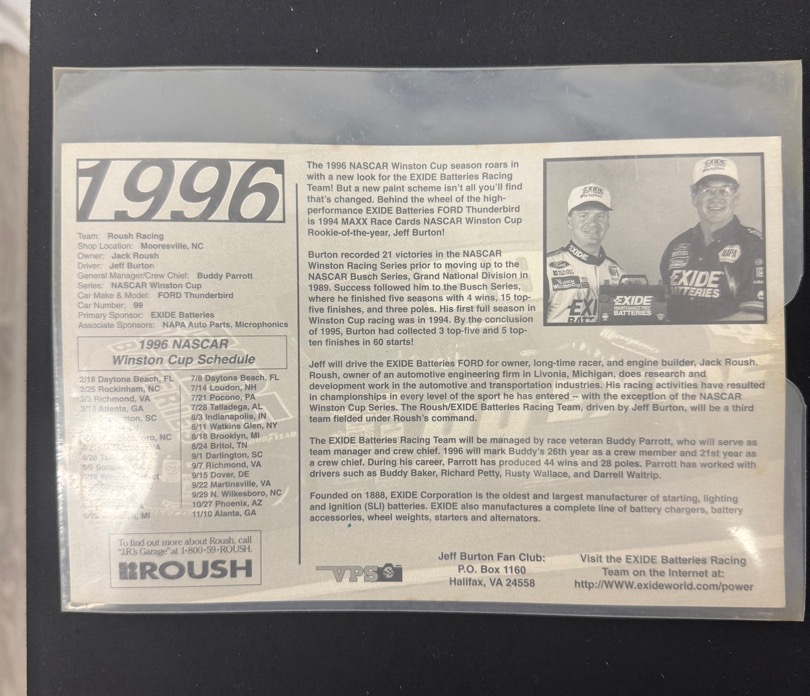 1996
Team: Roush Racing
Shop Location: Mooresville, NC
Owner: Jack Roush
Driver: Jeff Burton
General Manager/Crew Chief: Buddy Parrott
Series: NASCAR Winston Cup
Car Make & Model: FORD Thunderbird
Car Number: 99
Primary Sponsor: EXIDE Batteries
Associate Sponsors: NAPA Auto Parts, Microphonics
1996 NASCAR
Winston Cup Schedule
2/18 Daytona Beach, FL
2/25 Rockingham, NC
3/3 Richmond, VA
Atlanta, GA
SC
NC
MI
7/6 Daytona Beach, FL
7/14 Loudon, NH
7/21 Pocono, PA
7/28 Talladega, AL
8/3 Indianapolis, IN
8/11 Watkins Glen, NY
8/18 Brooklyn, MI
8/24 Britol, TN
9/1 Darlington, SC
9/7 Richmond, VA
9/15 Dover, DE
9/22 Martinsville, VA
9/29 N. Wilkesboro, NC
10/27 Phoenix, AZ
11/10 Alanta, GA
To find out more about Roush, call
"J.R.'s Garage" at 1-800-59-ROUSH.
ROUSH
The 1996 NASCAR Winston Cup season roars in
with a new look for the EXIDE Batteries Racing
Team! But a new paint scheme isn't all you'll find
that's changed. Behind the wheel of the high-
performance EXIDE Batteries FORD Thunderbird
is 1994 MAXX Race Cards NASCAR Winston Cup
Rookie-of-the-year, Jeff Burton!
Burton recorded 21 victories in the NASCAR
Winston Racing Series prior to moving up to the
NASCAR Busch Series, Grand National Division in
1989. Success followed him to the Busch Series,
where he finished five seasons with 4 wins, 15 top-
five finishes, and three poles. His first full season in
Winston Cup racing was in 1994. By the conclusion
of 1995, Burton had collected 3 top-five and 5 top-
ten finishes in 60 starts!
Jeff will drive the EXIDE Batteries FORD for owner, long-time racer, and engine builder, Jack Roush.
Roush, owner of an automotive engineering firm in Livonia, Michigan, does research and
development work in the automotive and transportation industries. His racing activities have resulted
in championships in every level of the sport he has entered -- with the exception of the NASCAR
Winston Cup Series. The Roush/EXIDE Batteries Racing Team, driven by Jeff Burton, will be a third
team fielded under Roush's command.
The EXIDE Batteries Racing Team will be managed by race veteran Buddy Parrott, who will serve as
team manager and crew chief. 1996 will mark Buddy's 26th year as a crew member and 21st year as
a crew chief. During his career, Parrott has produced 44 wins and 28 poles. Parrott has worked with
drivers such as Buddy Baker, Richard Petty, Rusty Wallace, and Darrell Waltrip.
Founded on 1888, EXIDE Corporation is the oldest and largest manufacturer of starting, lighting
and ignition (SLI) batteries. EXIDE also manufactures a complete line of battery chargers, battery
accessories, wheel weights, starters and alternators.
EXIDE
EXIDE
EXIDE
NAPA
EXIDE
BATTERIES
EXIDE
BATTERIES
EXI
BATT
VPS
Jeff Burton Fan Club:
P.O. Box 1160
Halifax, VA 24558
Visit the EXIDE Batteries Racing
Team on the Internet at:
http://WWW.exideworld.com/power